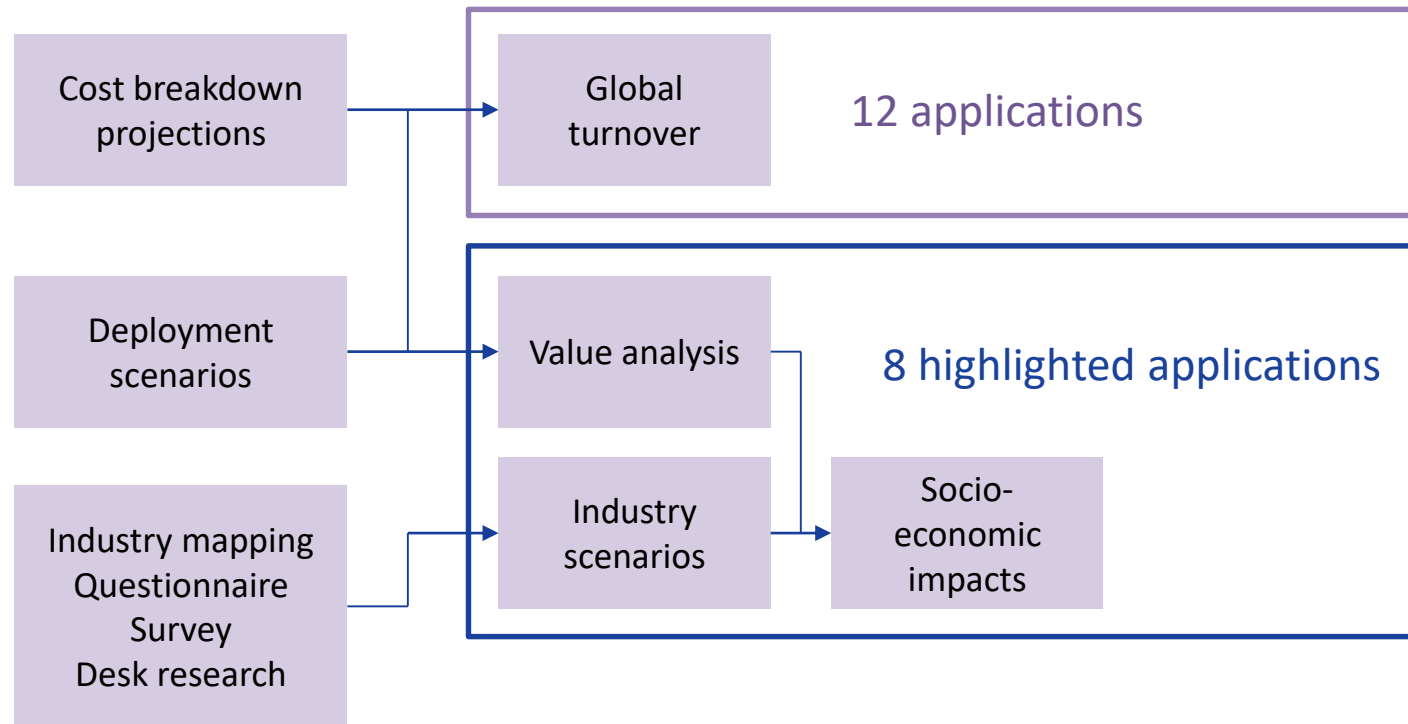 Cost breakdown
projections
Global
turnover
12 applications
Deployment
scenarios
Value analysis
8 highlighted applications
Industry mapping
Questionnaire
Survey
Desk research
Industry
scenarios
Socio-
economic
impacts